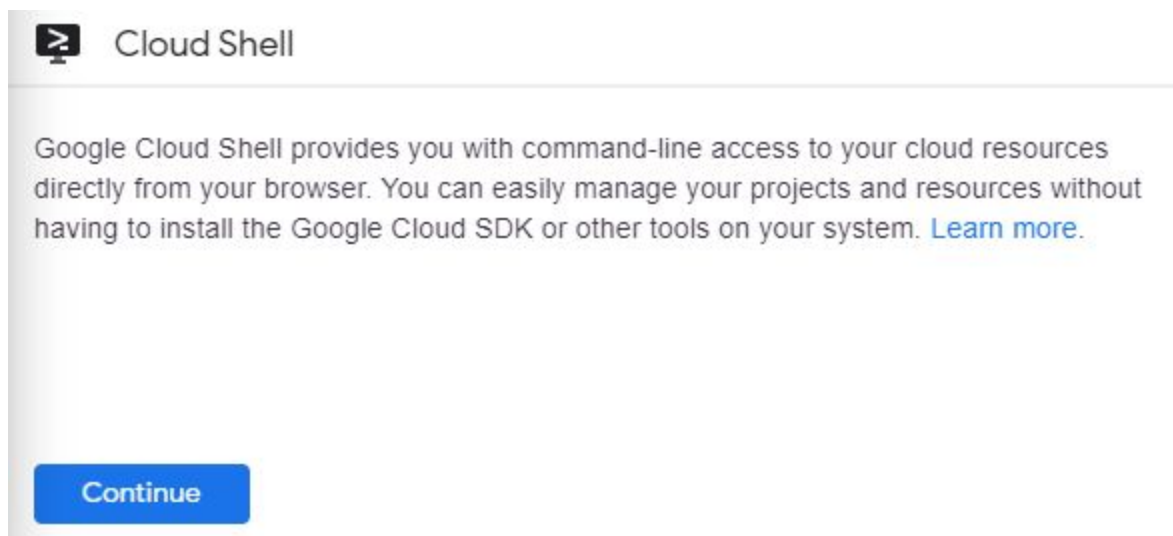 Cloud Shell
Google Cloud Shell provides you with command-line access to your cloud resources
directly from your browser. You can easily manage your projects and resources without
having to install the Google Cloud SDK or other tools on your system. Learn more.
Continue